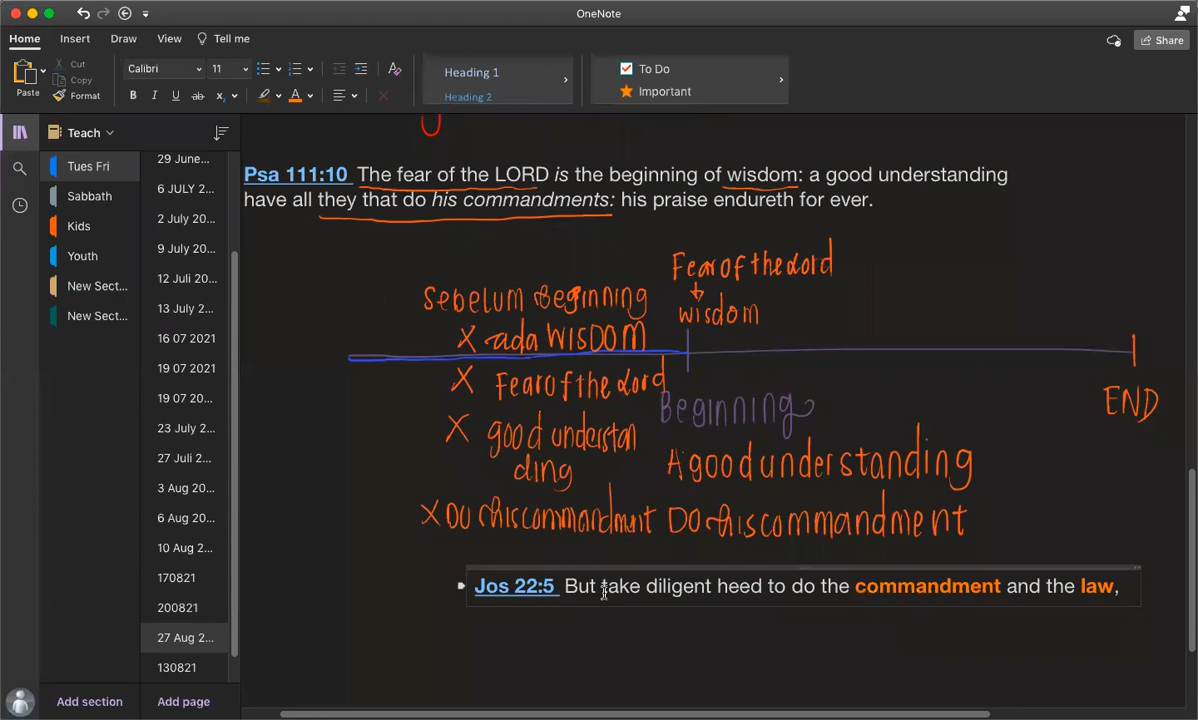 OneNote
Home
Insert
Draw
View
Tell me
Share
Paste
Cut
Copy
Format
Calibri
11
B I U ab x₂ A
Heading 1
Heading 2
To Do
Important
Teach
Tues Fri
Sabbath
Kids
Youth
New Sect...
New Sect...
29 June...
6 JULY 2...
2 July 20...
9 July 20...
12 Juli 20...
13 July 2...
16 07 2021
19 07 2021
19 07 20...
23 July 2...
27 Juli 2...
3 Aug 20...
6 Aug 20...
10 Aug 2...
170821
200821
27 Aug 2...
130821
Add section
Add page
Psa 111:10 The fear of the LORD is the beginning of wisdom: a good understanding
have all they that do his commandments: his praise endureth for ever.
Sebelum Beginning
X ada WISDOM
X Fear of the Lord
X good understan
ding
X Do his commandment
Fear of the Lord
wisdom
Beginning
A good understanding
Do his commandment
END
Jos 22:5 But take diligent heed to do the commandment and the law,